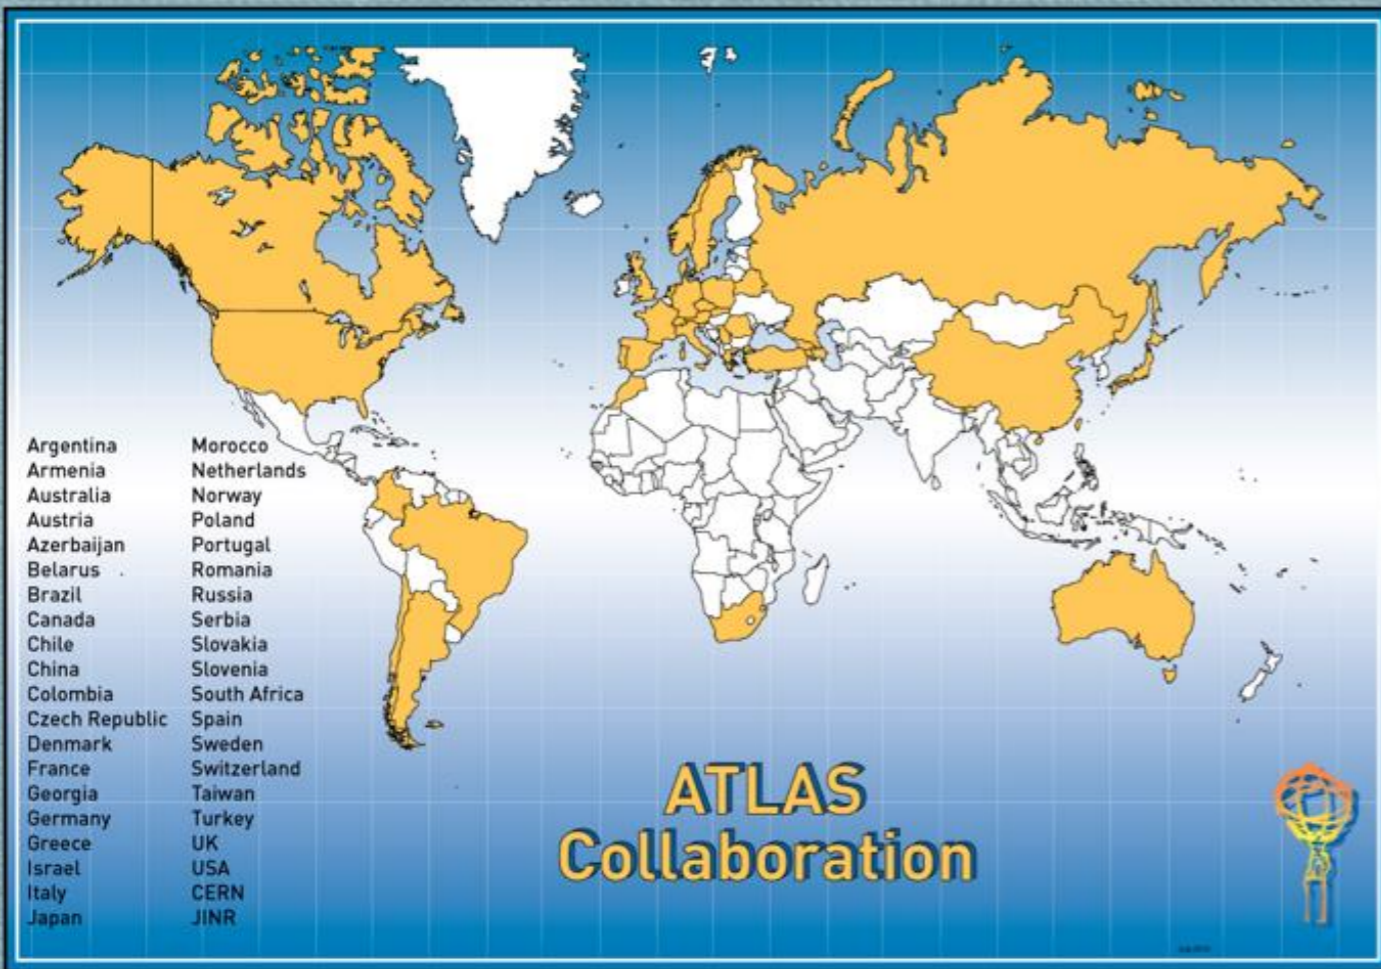 Argentina
Armenia
Australia
Austria
Azerbaijan
Belarus
Brazil
Canada
Chile
China
Colombia
Czech Republic
Denmark
France
Georgia
Germany
Greece
Israel
Italy
Japan
Morocco
Netherlands
Norway
Poland
Portugal
Romania
Russia
Serbia
Slovakia
Slovenia
South Africa
Spain
Sweden
Switzerland
Taiwan
Turkey
UK
USA
CERN
JINR
ATLAS
Collaboration